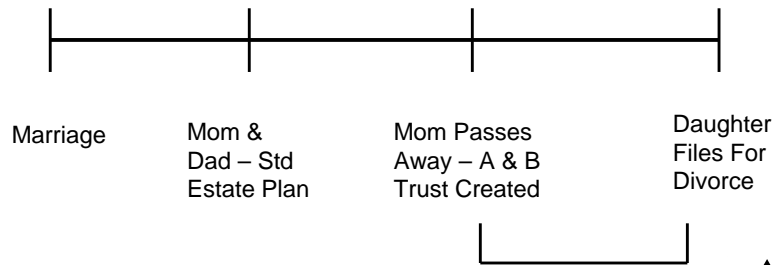 Marriage
Mom &
Dad – Std
Estate Plan
Mom Passes
Away – A & B
Trust Created
Daughter
Files For
Divorce